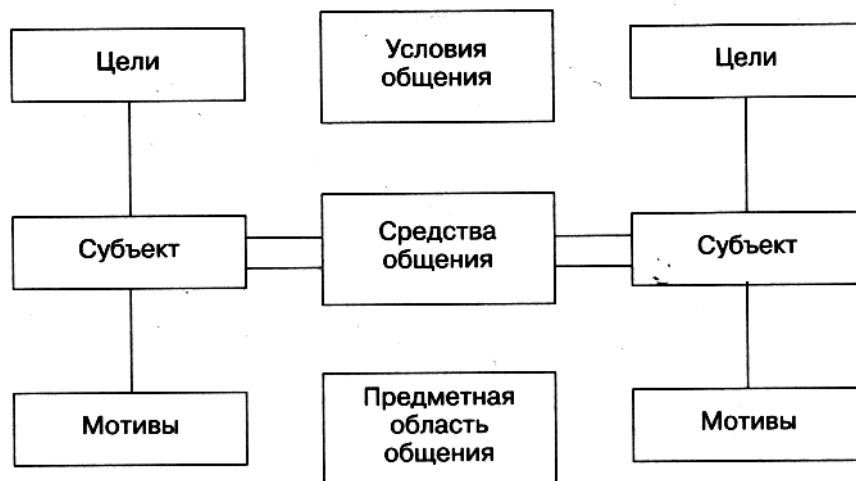 Цели
Условия
общения
Цели
Субъект
Средства
общения
Субъект
Мотивы
Предметная
область
общения
Мотивы